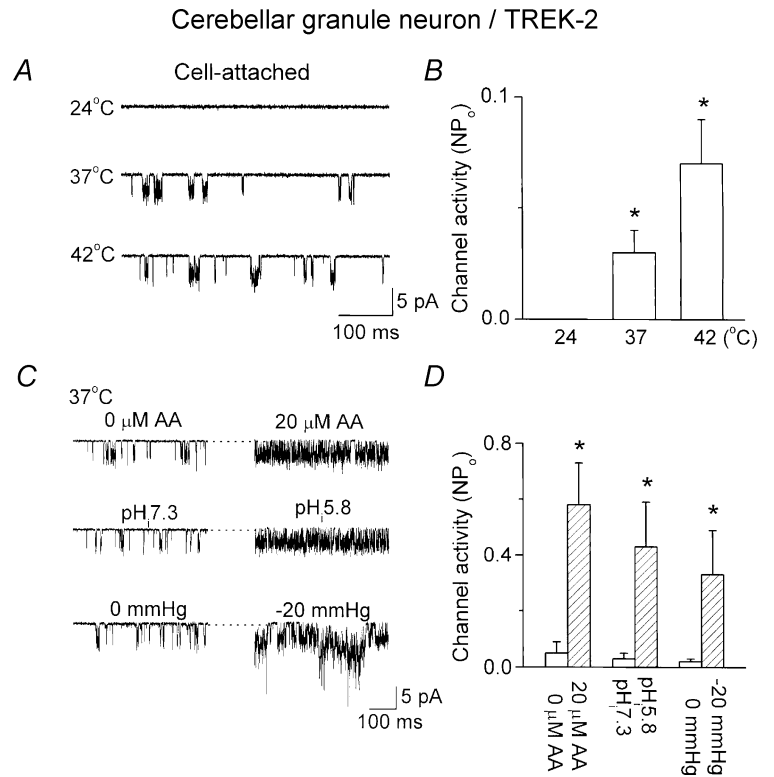 Cerebellar granule neuron / TREK-2
A
Cell-attached
24°C
37°C
42°C
5 pA
100 ms
B
Channel activity (NPo)
0.1
0.0
24 37 42 (°C)
C
37°C
0 µM AA 20 µM AA
pHi7.3 pHi5.8
0 mmHg -20 mmHg
5 pA
100 ms
D
Channel activity (NPo)
0.8
0.4
0.0
* * *
* *
20 µM AA
0 µM AA
pHi5.8
pHi7.3
-20 mmHg
0 mmHg